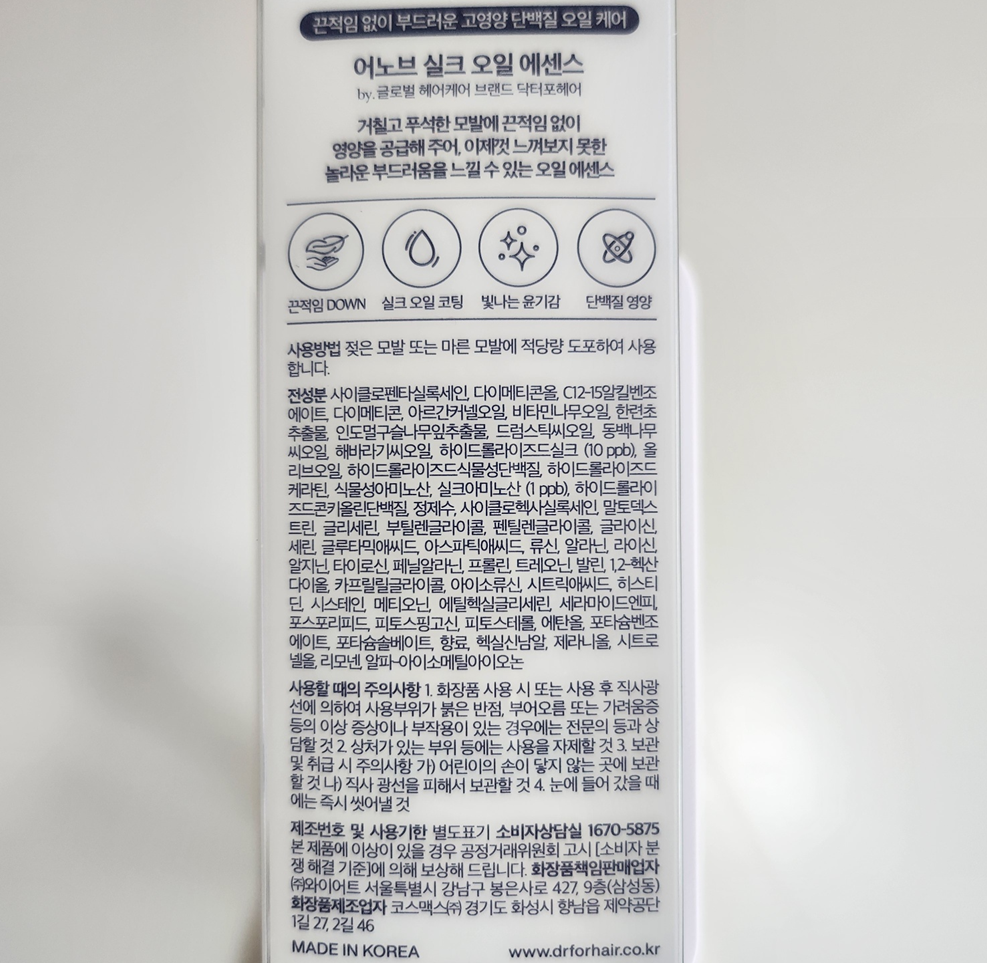 끈적임 없이 부드러운 고영양 단백질 오일 케어
어노브 실크 오일 에센스
by. 글로벌 헤어케어 브랜드 닥터포헤어
거칠고 푸석한 모발에 끈적임 없이
영양을 공급해 주어, 이제껏 느껴보지 못한
놀라운 부드러움을 느낄 수 있는 오일 에센스
끈적임 DOWN 실크 오일 코팅 빛나는 윤기감 단백질 영양
사용방법 젖은 모발 또는 마른 모발에 적당량 도포하여 사용
합니다.
전성분 사이클로펜타실록세인, 다이메티콘올, C12-15알킬벤조
에이트, 다이메티콘, 아르간커넬오일, 비타민나무오일, 한련초
추출물, 인도멀구슬나무잎추출물, 드럼스틱씨오일, 동백나무
씨오일, 해바라기씨오일, 하이드롤라이즈드실크 (10 ppb), 올
리브오일, 하이드롤라이즈드식물성단백질, 하이드롤라이즈드
케라틴, 식물성아미노산, 실크아미노산 (1 ppb), 하이드롤라이
즈드콘키올린단백질, 정제수, 사이클로헥사실록세인, 말토덱스
트린, 글리세린, 부틸렌글라이콜, 펜틸렌글라이콜, 글라이신,
세린, 글루타믹애씨드, 아스파틱애씨드, 류신, 알라닌, 라이신,
알지닌, 타이로신, 페닐알라닌, 프롤린, 트레오닌, 발린, 1,2-헥산
다이올, 카프릴릴글라이콜, 아이소류신, 시트릭애씨드, 히스티
딘, 시스테인, 메티오닌, 에틸헥실글리세린, 세라마이드엔피,
포스포리피드, 피토스핑고신, 피토스테롤, 에탄올, 포타슘벤조
에이트, 포타슘솔베이트, 향료, 헥실신남알, 제라니올, 시트로
넬올, 리모넨, 알파-아이소메틸아이오논
사용할 때의 주의사항 1. 화장품 사용 시 또는 사용 후 직사광
선에 의하여 사용부위가 붉은 반점, 부어오름 또는 가려움증
등의 이상 증상이나 부작용이 있는 경우에는 전문의 등과 상
담할 것 2. 상처가 있는 부위 등에는 사용을 자제할 것 3. 보관
및 취급 시 주의사항 가) 어린이의 손이 닿지 않는 곳에 보관
할 것 나) 직사 광선을 피해서 보관할 것 4. 눈에 들어 갔을 때
에는 즉시 씻어낼 것
제조번호 및 사용기한 별도표기 소비자상담실 1670-5875
본 제품에 이상이 있을 경우 공정거래위원회 고시 [소비자 분
쟁 해결 기준]에 의해 보상해 드립니다. 화장품책임판매업자
㈜와이어트 서울특별시 강남구 봉은사로 427, 9층(삼성동)
화장품제조업자 코스맥스㈜ 경기도 화성시 향남읍 제약공단
1길 27, 2길 46
MADE IN KOREA www.drforhair.co.kr